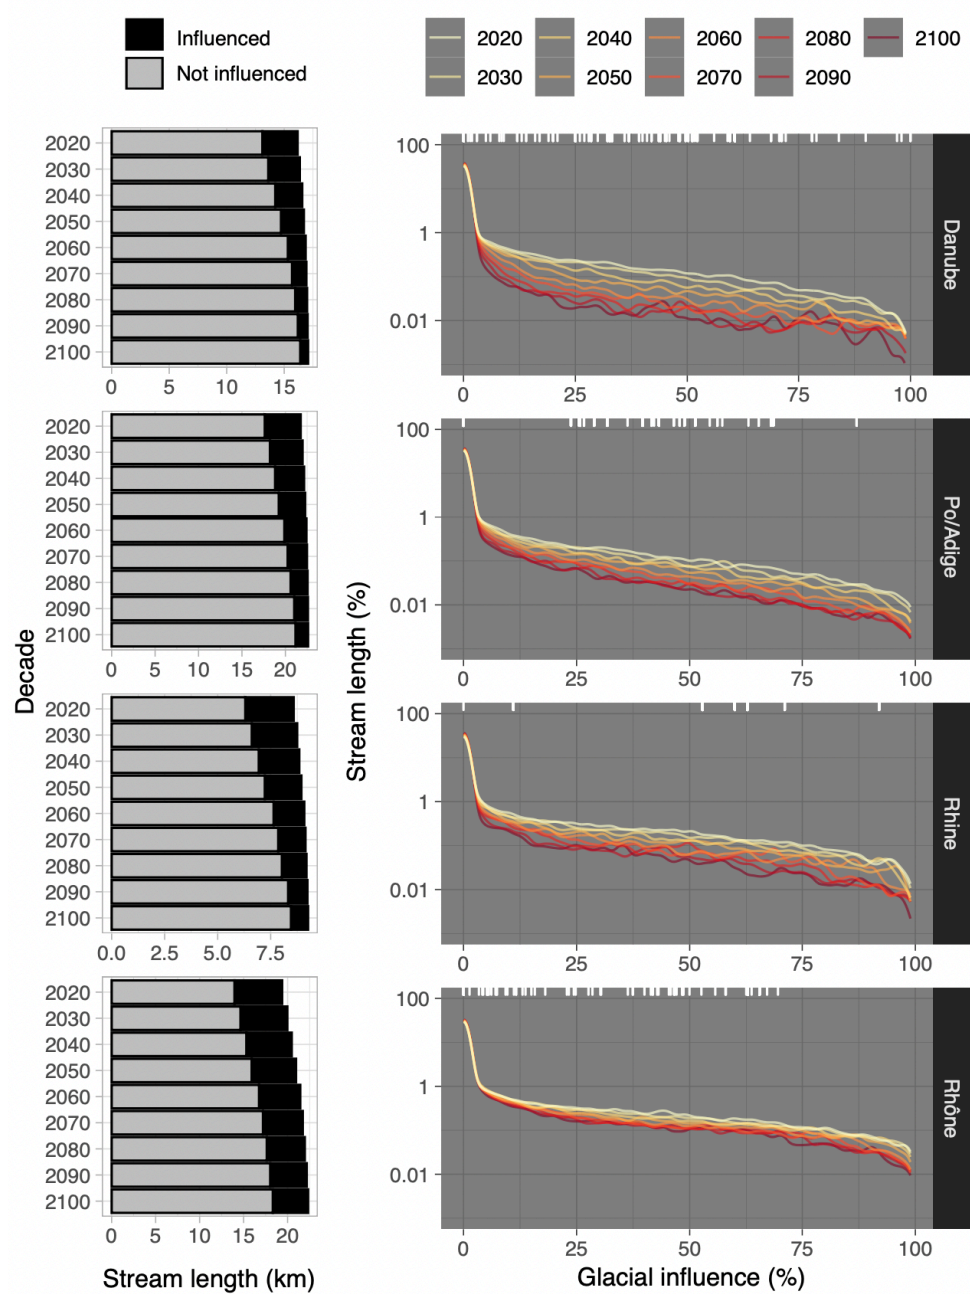 Influenced
Not influenced
2020 2040 2060 2080 2100
2030 2050 2070 2090
Decade
2020
2030
2040
2050
2060
2070
2080
2090
2100
0 5 10 15
2020
2030
2040
2050
2060
2070
2080
2090
2100
0 5 10 15 20
2020
2030
2040
2050
2060
2070
2080
2090
2100
0.0 2.5 5.0 7.5
2020
2030
2040
2050
2060
2070
2080
2090
2100
0 5 10 15 20
Stream length (km)
Stream length (%)
100
1
0.01
0 25 50 75 100
Danube
100
1
0.01
0 25 50 75 100
Po/Adige
100
1
0.01
0 25 50 75 100
Rhine
100
1
0.01
0 25 50 75 100
Rhône
Glacial influence (%)